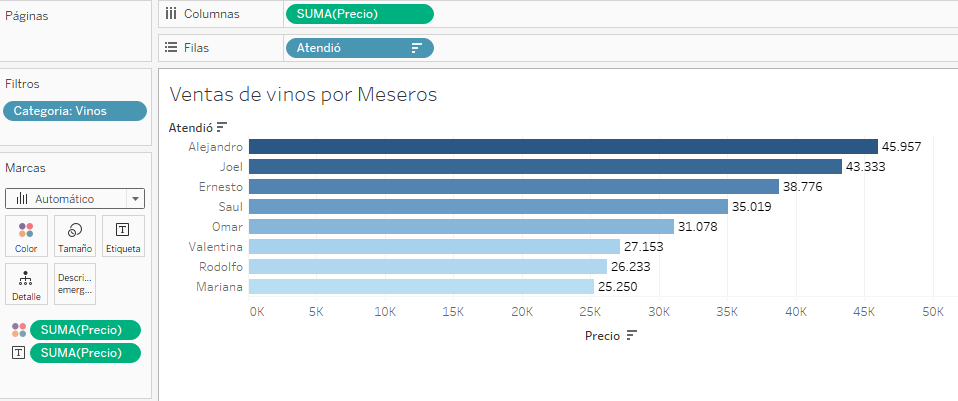 Páginas
Columnas
SUMA(Precio)
Filas
Atendió
Filtros
Categoria: Vinos
Marcas
Automático
Color
Tamaño
Etiqueta
Detalle
Descri...
emerg...
SUMA(Precio)
SUMA(Precio)
Ventas de vinos por Meseros
Atendió
Alejandro 45.957
Joel 43.333
Ernesto 38.776
Saul 35.019
Omar 31.078
Valentina 27.153
Rodolfo 26.233
Mariana 25.250
0K 5K 10K 15K 20K 25K 30K 35K 40K 45K 50K
Precio